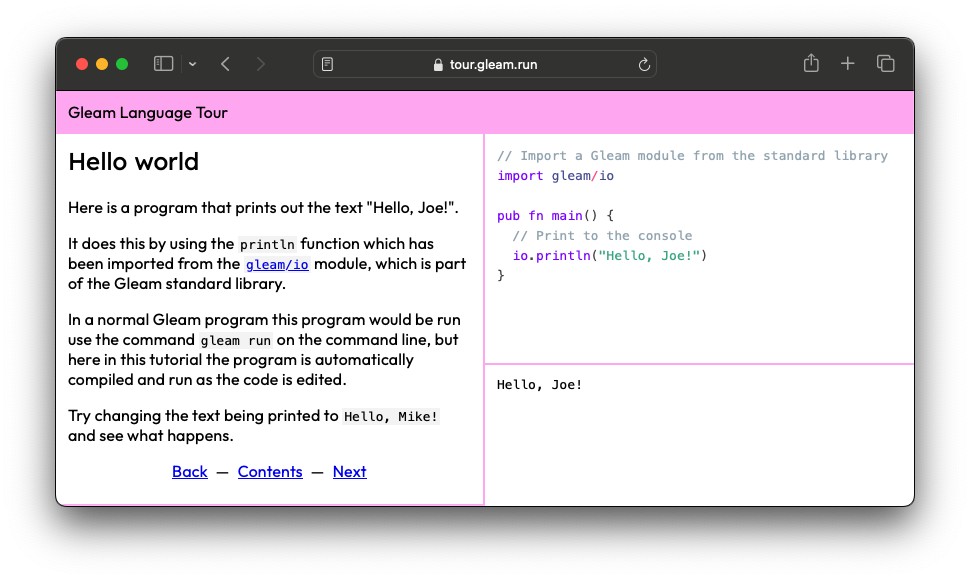 tour.gleam.run
Gleam Language Tour
Hello world
Here is a program that prints out the text "Hello, Joe!".
It does this by using the println function which has
been imported from the gleam/io module, which is part
of the Gleam standard library.
In a normal Gleam program this program would be run
use the command gleam run on the command line, but
here in this tutorial the program is automatically
compiled and run as the code is edited.
Try changing the text being printed to Hello, Mike!
and see what happens.
Back — Contents — Next
// Import a Gleam module from the standard library
import gleam/io
pub fn main() {
  // Print to the console
  io.println("Hello, Joe!")
}
Hello, Joe!